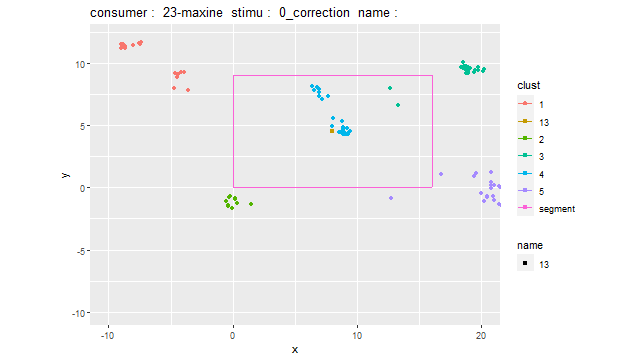 consumer : 23-maxine stimu : 0_correction name :
10
5
0
-5
-10
y
-10 0 10 20
x
clust
1
13
2
3
4
5
segment
name
13